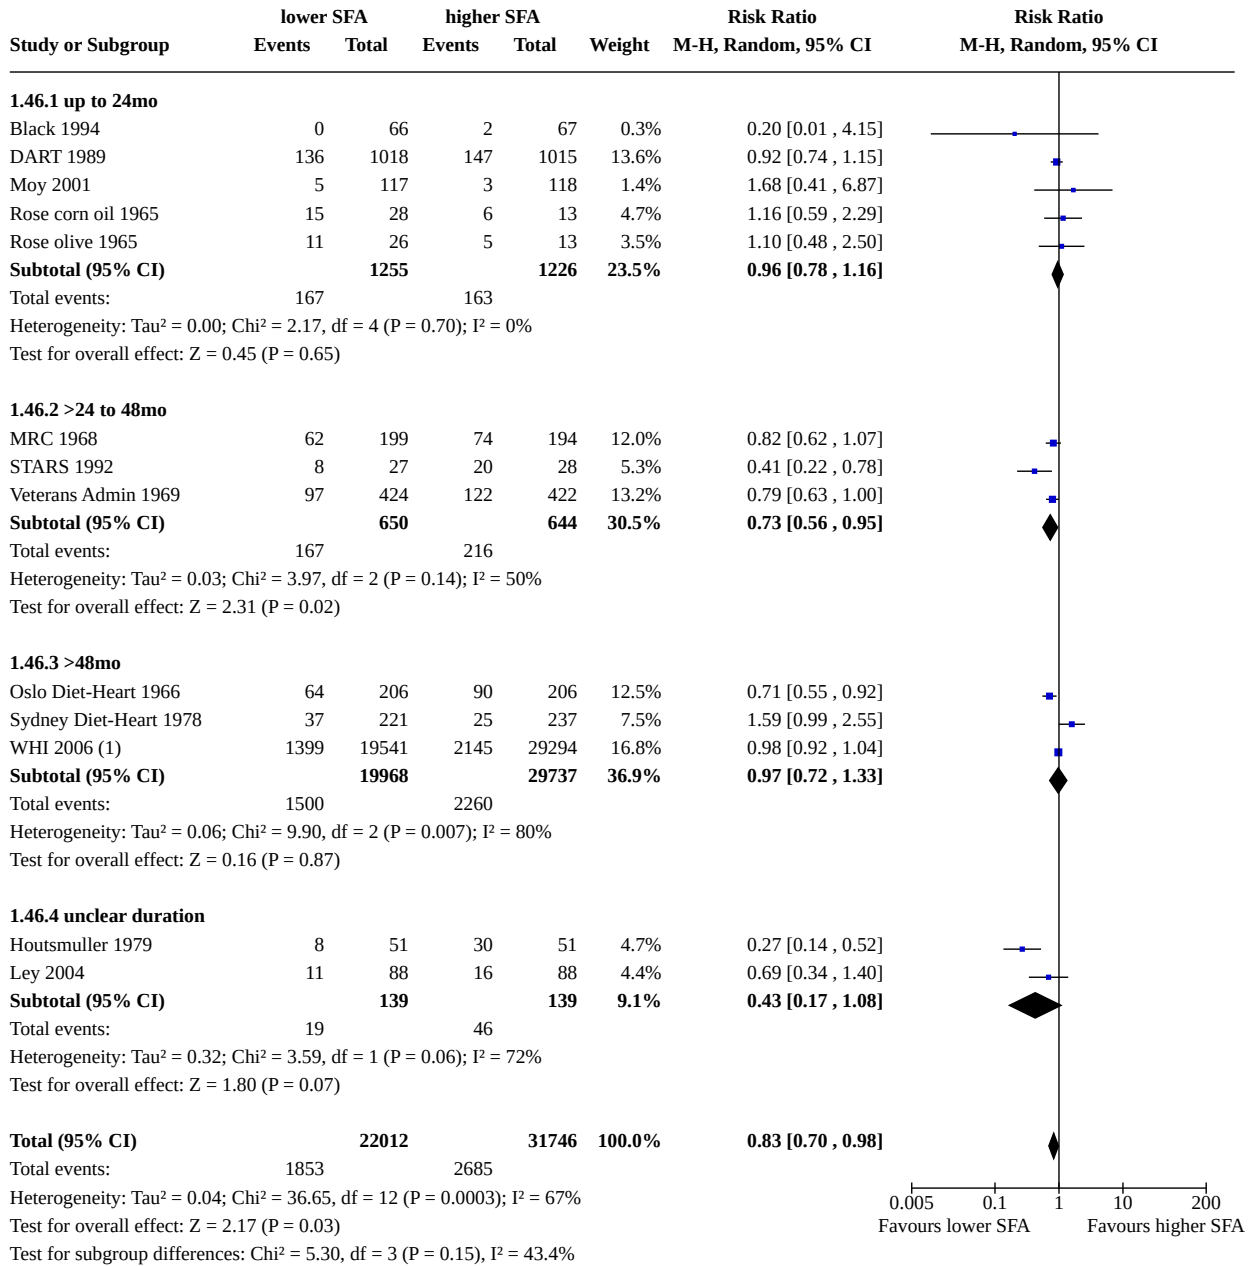 lower SFA higher SFA Risk Ratio Risk Ratio
Study or Subgroup Events Total Events Total Weight M-H, Random, 95% CI M-H, Random, 95% CI
1.46.1 up to 24mo
Black 1994 0 66 2 67 0.3% 0.20 [0.01 , 4.15]
DART 1989 136 1018 147 1015 13.6% 0.92 [0.74 , 1.15]
Moy 2001 5 117 3 118 1.4% 1.68 [0.41 , 6.87]
Rose corn oil 1965 15 28 6 13 4.7% 1.16 [0.59 , 2.29]
Rose olive 1965 11 26 5 13 3.5% 1.10 [0.48 , 2.50]
Subtotal (95% CI) 1255 1226 23.5% 0.96 [0.78 , 1.16]
Total events: 167 163
Heterogeneity: Tau² = 0.00; Chi² = 2.17, df = 4 (P = 0.70); I² = 0%
Test for overall effect: Z = 0.45 (P = 0.65)
1.46.2 >24 to 48mo
MRC 1968 62 199 74 194 12.0% 0.82 [0.62 , 1.07]
STARS 1992 8 27 20 28 5.3% 0.41 [0.22 , 0.78]
Veterans Admin 1969 97 424 122 422 13.2% 0.79 [0.63 , 1.00]
Subtotal (95% CI) 650 644 30.5% 0.73 [0.56 , 0.95]
Total events: 167 216
Heterogeneity: Tau² = 0.03; Chi² = 3.97, df = 2 (P = 0.14); I² = 50%
Test for overall effect: Z = 2.31 (P = 0.02)
1.46.3 >48mo
Oslo Diet-Heart 1966 64 206 90 206 12.5% 0.71 [0.55 , 0.92]
Sydney Diet-Heart 1978 37 221 25 237 7.5% 1.59 [0.99 , 2.55]
WHI 2006 (1) 1399 19541 2145 29294 16.8% 0.98 [0.92 , 1.04]
Subtotal (95% CI) 19968 29737 36.9% 0.97 [0.72 , 1.33]
Total events: 1500 2260
Heterogeneity: Tau² = 0.06; Chi² = 9.90, df = 2 (P = 0.007); I² = 80%
Test for overall effect: Z = 0.16 (P = 0.87)
1.46.4 unclear duration
Houtsmuller 1979 8 51 30 51 4.7% 0.27 [0.14 , 0.52]
Ley 2004 11 88 16 88 4.4% 0.69 [0.34 , 1.40]
Subtotal (95% CI) 139 139 9.1% 0.43 [0.17 , 1.08]
Total events: 19 46
Heterogeneity: Tau² = 0.32; Chi² = 3.59, df = 1 (P = 0.06); I² = 72%
Test for overall effect: Z = 1.80 (P = 0.07)
Total (95% CI) 22012 31746 100.0% 0.83 [0.70 , 0.98]
Total events: 1853 2685
Heterogeneity: Tau² = 0.04; Chi² = 36.65, df = 12 (P = 0.0003); I² = 67%
0.005 0.1 1 10 200
Test for overall effect: Z = 2.17 (P = 0.03)
Favours lower SFA Favours higher SFA
Test for subgroup differences: Chi² = 5.30, df = 3 (P = 0.15), I² = 43.4%